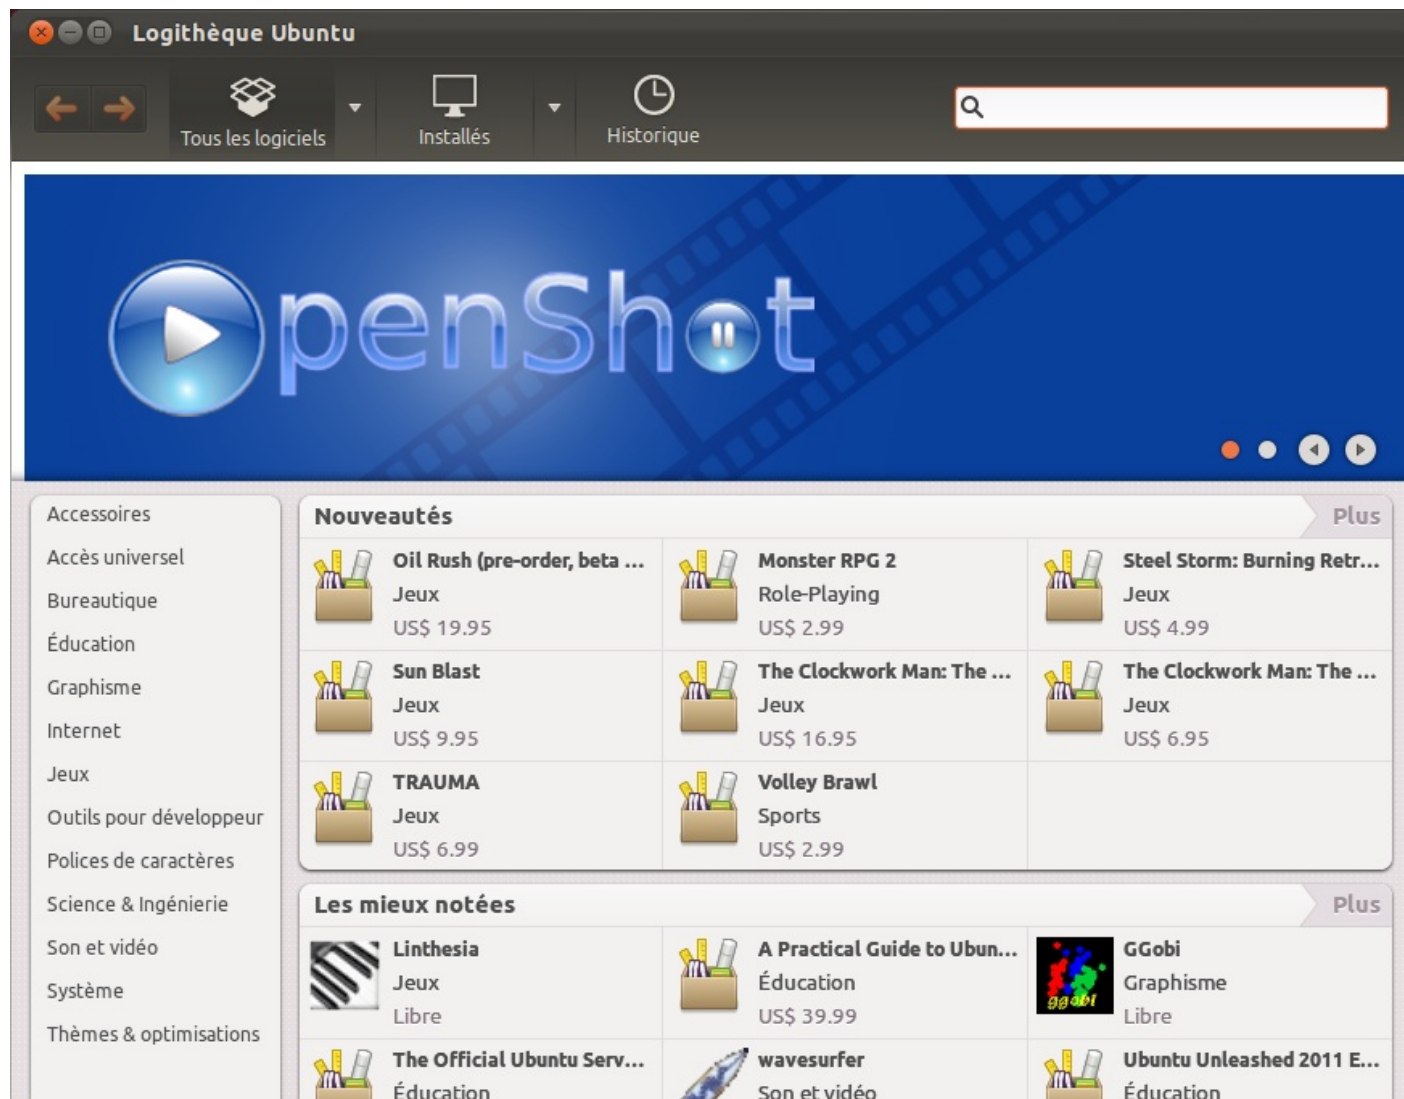 Logithèque Ubuntu
Tous les logiciels
Installés
Historique
OpenShot
Accessoires
Accès universel
Bureautique
Éducation
Graphisme
Internet
Jeux
Outils pour développeur
Polices de caractères
Science & Ingénierie
Son et vidéo
Système
Thèmes & optimisations
Nouveautés
Plus
Oil Rush (pre-order, beta ...
Jeux
US$ 19.95
Monster RPG 2
Role-Playing
US$ 2.99
Steel Storm: Burning Retr...
Jeux
US$ 4.99
Sun Blast
Jeux
US$ 9.95
The Clockwork Man: The ...
Jeux
US$ 16.95
The Clockwork Man: The ...
Jeux
US$ 6.95
TRAUMA
Jeux
US$ 6.99
Volley Brawl
Sports
US$ 2.99
Les mieux notées
Plus
Linthesia
Jeux
Libre
A Practical Guide to Ubun...
Éducation
US$ 39.99
ggobi
GGobi
Graphisme
Libre
The Official Ubuntu Serv...
Éducation
wavesurfer
Son et vidéo
Ubuntu Unleashed 2011 E...
Éducation